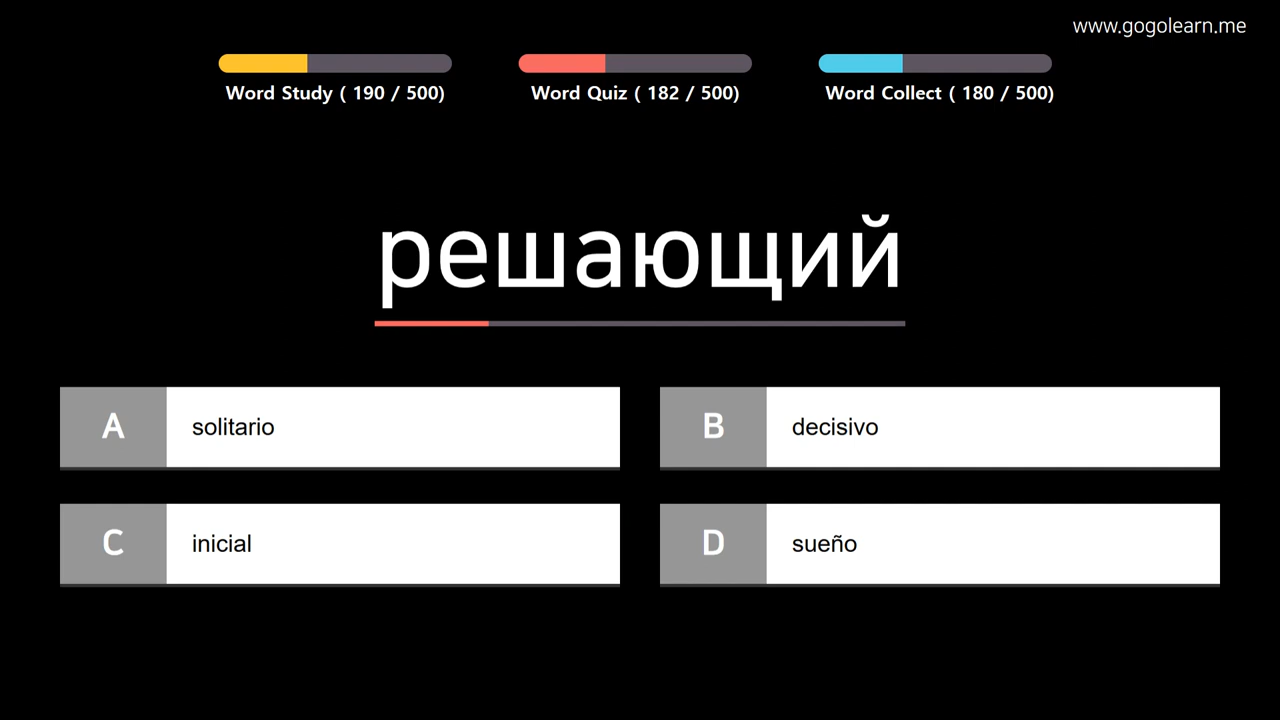 www.gogolearn.me
Word Study ( 190 / 500)
Word Quiz ( 182 / 500)
Word Collect ( 180 / 500)
решающий
A solitario
B decisivo
C inicial
D sueño